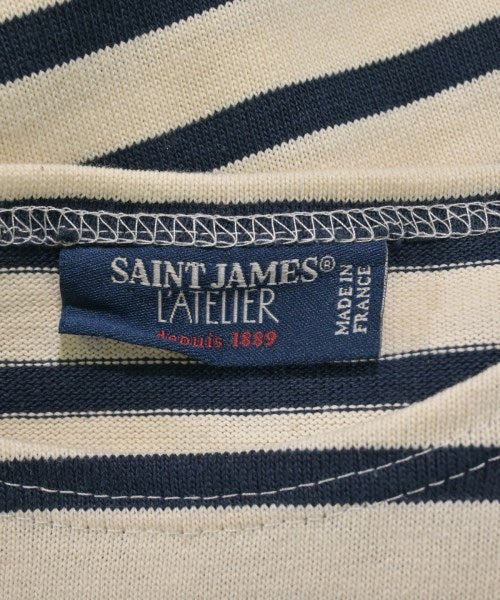 SAINT JAMES®
L'ATELIER
depuis 1889
MADE IN
FRANCE